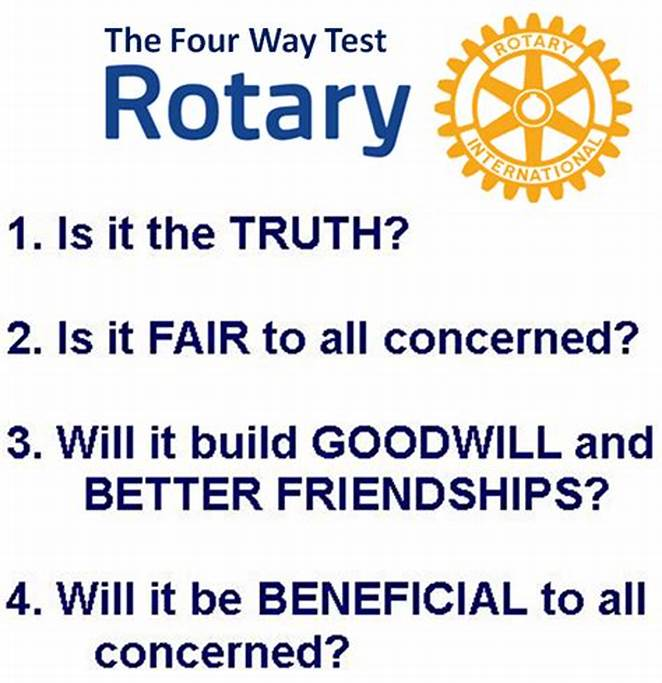 The Four Way Test
Rotary
ROTARY
INTERNATIONAL
1. Is it the TRUTH?
2. Is it FAIR to all concerned?
3. Will it build GOODWILL and
BETTER FRIENDSHIPS?
4. Will it be BENEFICIAL to all
concerned?